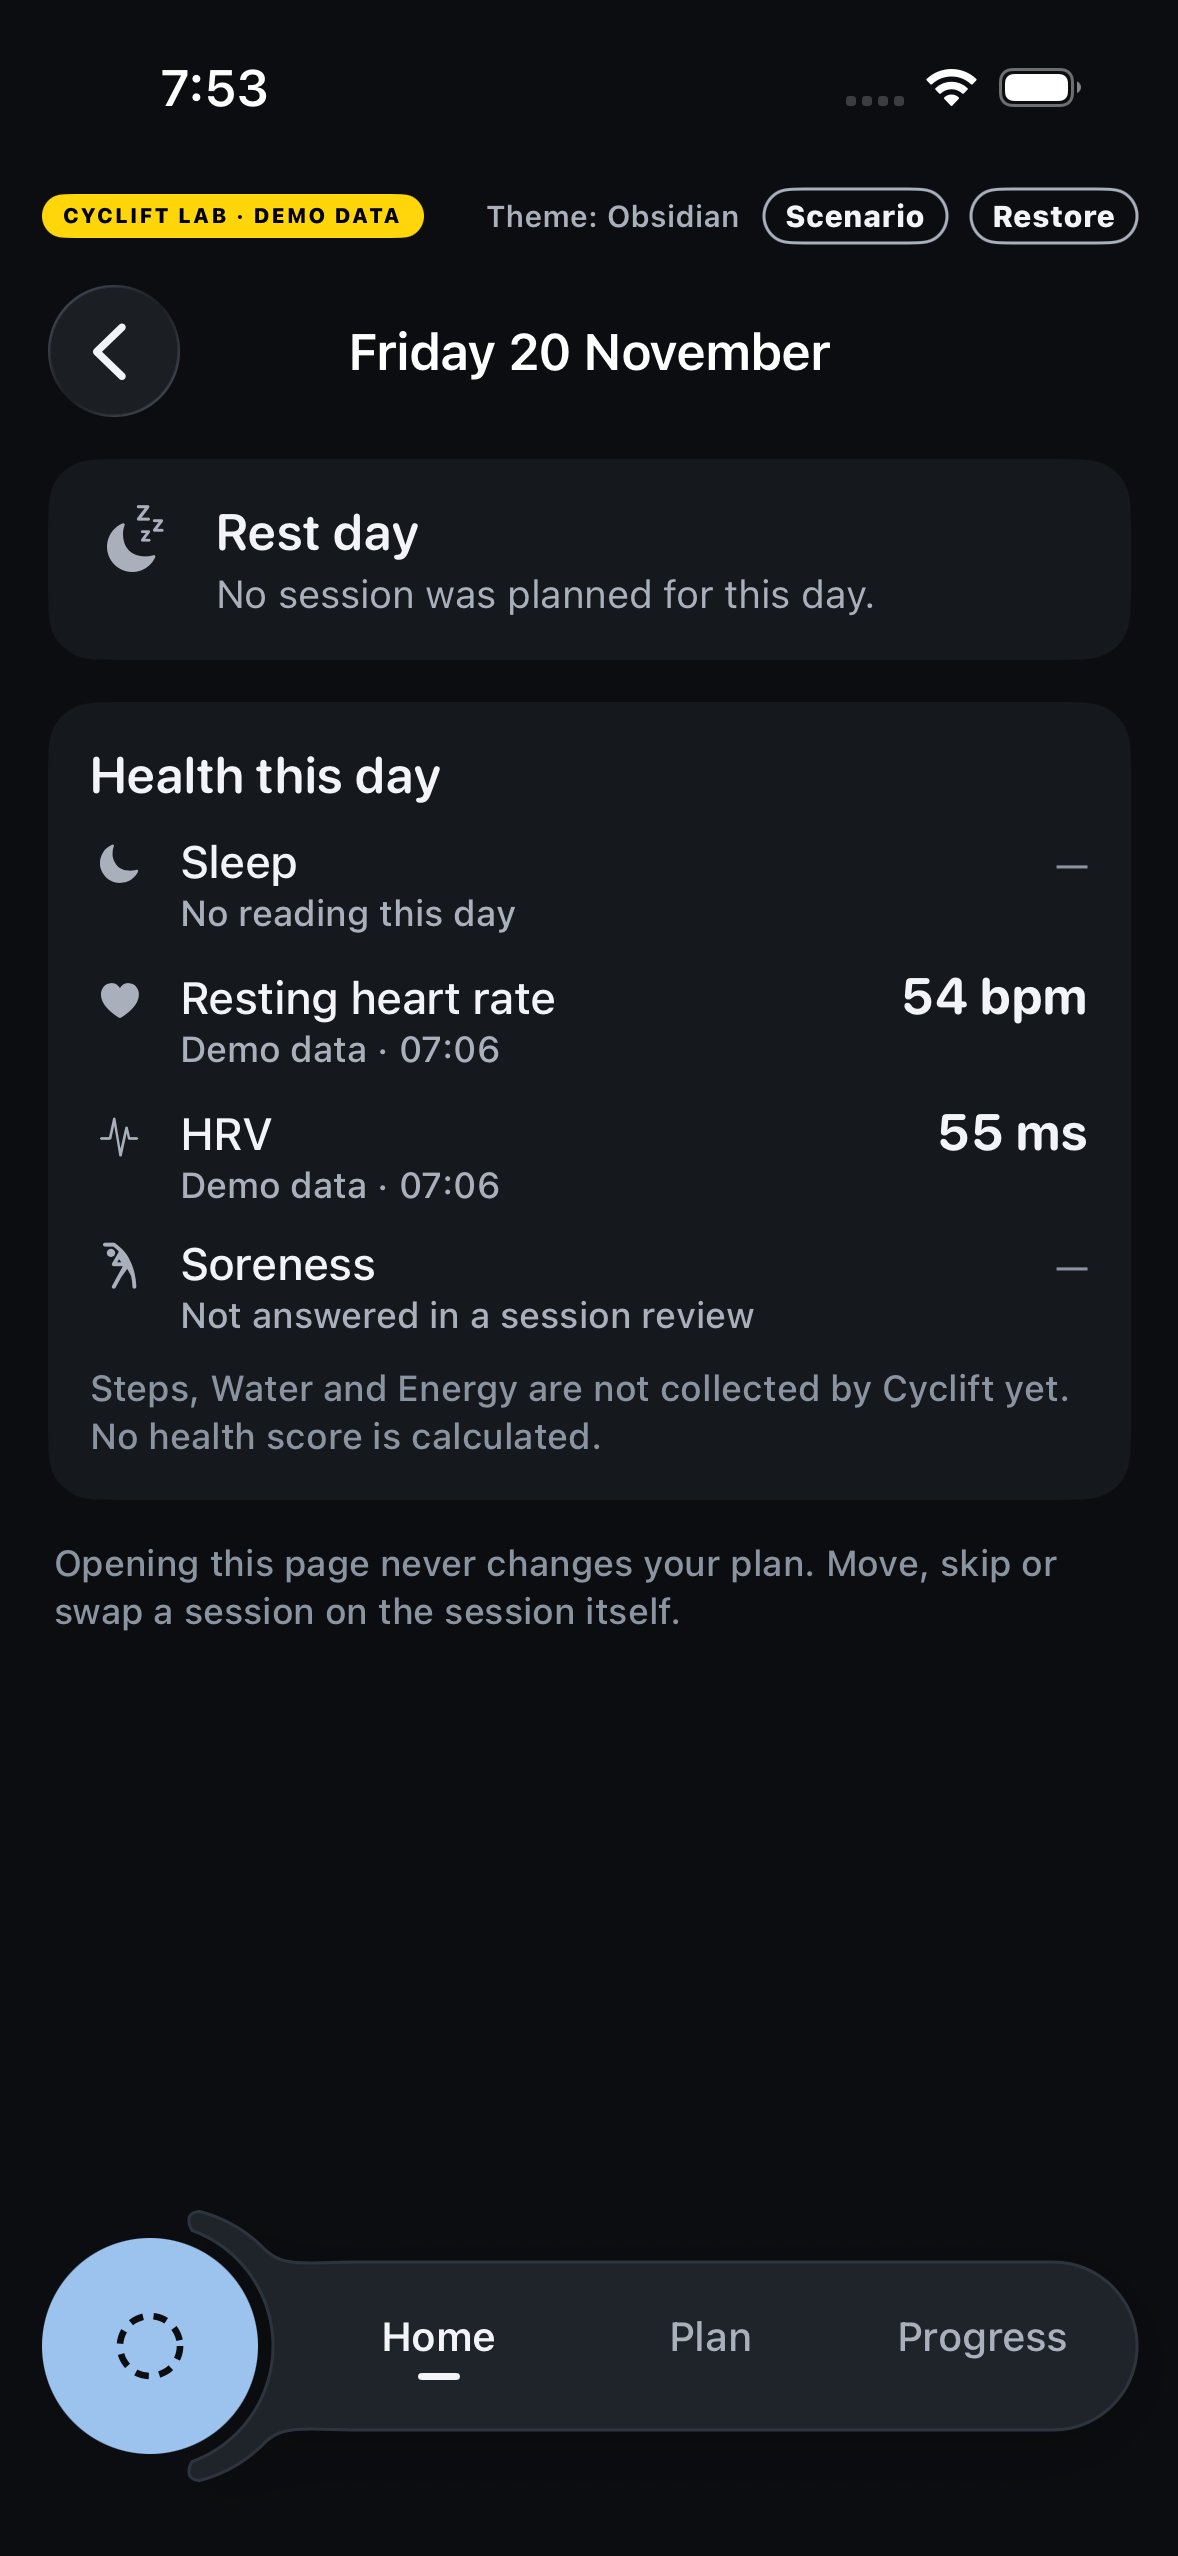 7:53
CYCLIFT LAB · DEMO DATA
Theme: Obsidian
Scenario
Restore
Friday 20 November
Rest day
No session was planned for this day.
Health this day
Sleep
—
No reading this day
Resting heart rate
54 bpm
Demo data · 07:06
HRV
55 ms
Demo data · 07:06
Soreness
—
Not answered in a session review
Steps, Water and Energy are not collected by Cyclift yet.
No health score is calculated.
Opening this page never changes your plan. Move, skip or
swap a session on the session itself.
Home
Plan
Progress